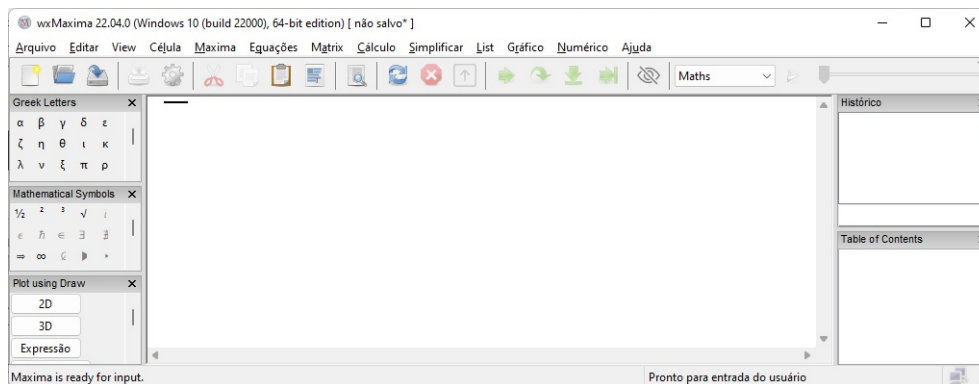 wxMaxima 22.04.0 (Windows 10 (build 22000), 64-bit edition) [ não salvo* ]
Arquivo Editar View Célula Maxima Equações Matrix Cálculo Simplificar List Gráfico Numérico Ajuda
Maths
Greek Letters
α β γ δ ε
ζ η θ ι κ
λ ν ξ π ρ
Mathematical Symbols
½ ² ³ √ i
e ℏ ∈ ∃ ∄
⇒ ∞
Plot using Draw
2D
3D
Expressão
Histórico
Table of Contents
Maxima is ready for input.
Pronto para entrada do usuário